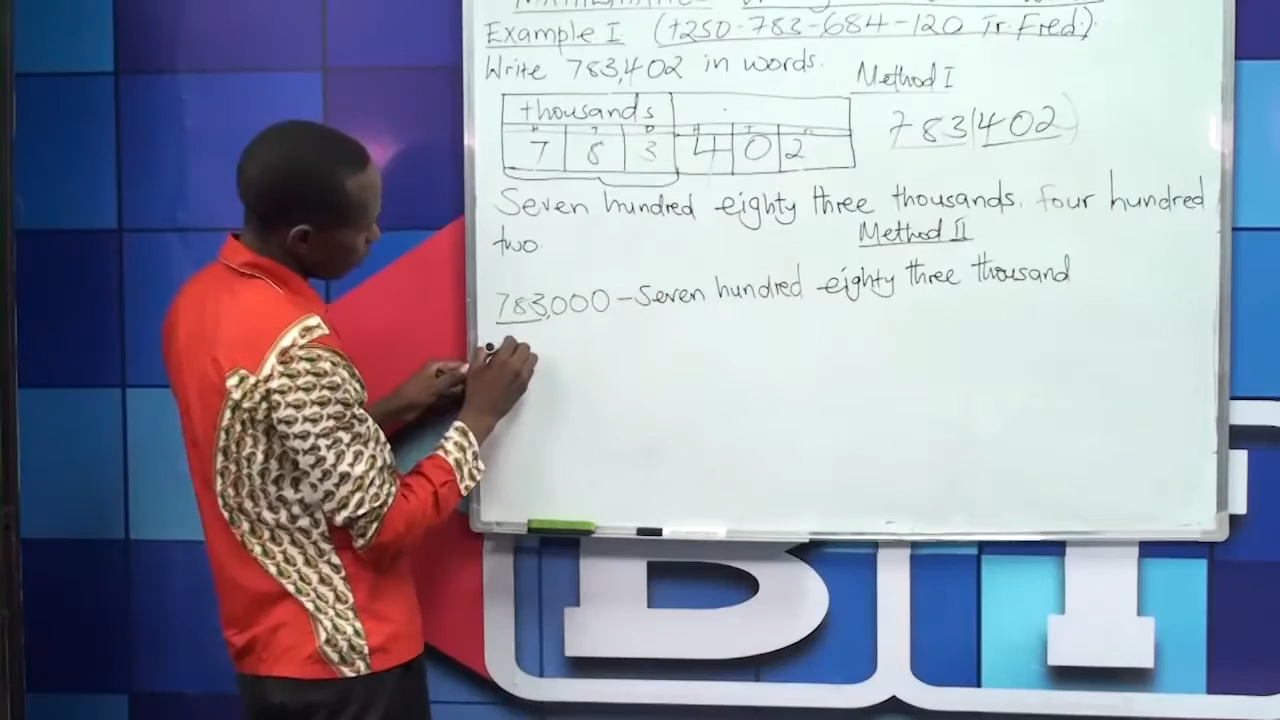 Example I (+250-783-684-120 Tr. Fred.)
Write 783,402 in words.
Method I
thousands
H T O H T O
7 8 3 4 0 2
783|402
Seven hundred eighty three thousands. four hundred
two.
Method II
783,000 - Seven hundred eighty three thousand
B